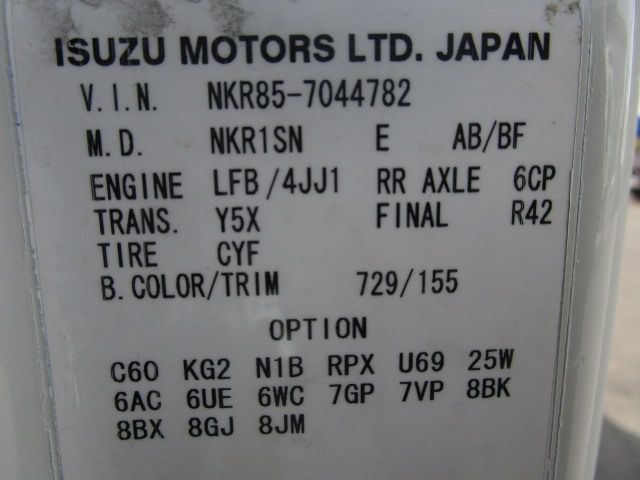 ISUZU MOTORS LTD. JAPAN
V.I.N. NKR85-7044782
M.D. NKR1SN E AB/BF
ENGINE LFB/4JJ1 RR AXLE 6CP
TRANS. Y5X FINAL R42
TIRE CYF
B.COLOR/TRIM 729/155
OPTION
C60 KG2 N1B RPX U69 25W
6AC 6UE 6WC 7GP 7VP 8BK
8BX 8GJ 8JM